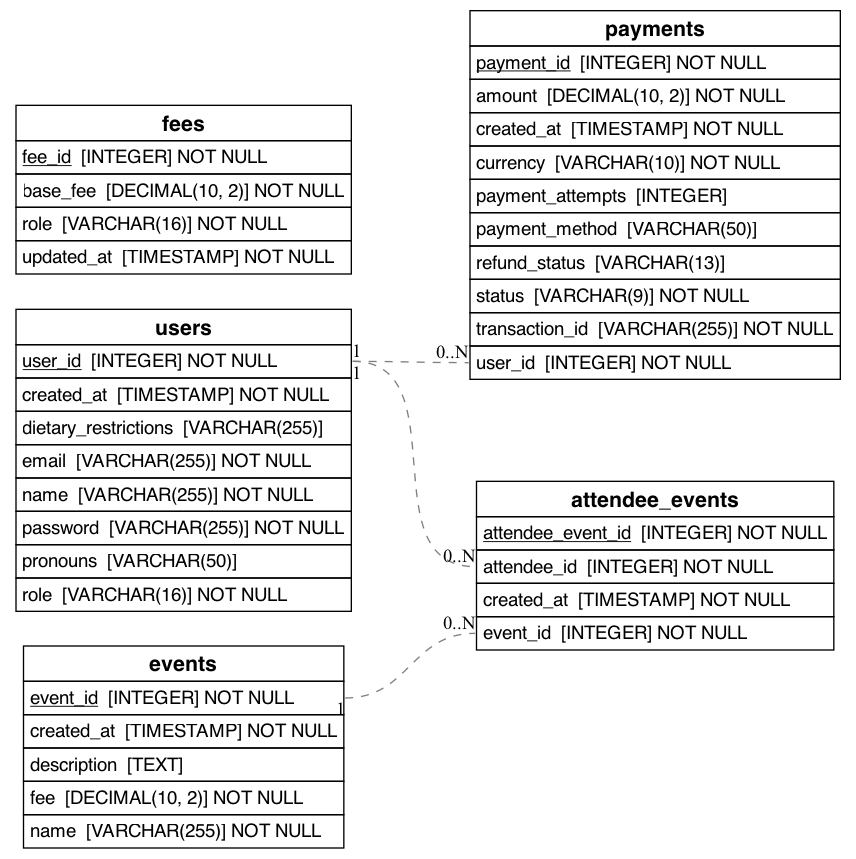 fees
fee_id [INTEGER] NOT NULL
base_fee [DECIMAL(10, 2)] NOT NULL
role [VARCHAR(16)] NOT NULL
updated_at [TIMESTAMP] NOT NULL
users
user_id [INTEGER] NOT NULL
created_at [TIMESTAMP] NOT NULL
dietary_restrictions [VARCHAR(255)]
email [VARCHAR(255)] NOT NULL
name [VARCHAR(255)] NOT NULL
password [VARCHAR(255)] NOT NULL
pronouns [VARCHAR(50)]
role [VARCHAR(16)] NOT NULL
events
event_id [INTEGER] NOT NULL
created_at [TIMESTAMP] NOT NULL
description [TEXT]
fee [DECIMAL(10, 2)] NOT NULL
name [VARCHAR(255)] NOT NULL
1
1
1
0..N
0..N
0..N
payments
payment_id [INTEGER] NOT NULL
amount [DECIMAL(10, 2)] NOT NULL
created_at [TIMESTAMP] NOT NULL
currency [VARCHAR(10)] NOT NULL
payment_attempts [INTEGER]
payment_method [VARCHAR(50)]
refund_status [VARCHAR(13)]
status [VARCHAR(9)] NOT NULL
transaction_id [VARCHAR(255)] NOT NULL
user_id [INTEGER] NOT NULL
attendee_events
attendee_event_id [INTEGER] NOT NULL
attendee_id [INTEGER] NOT NULL
created_at [TIMESTAMP] NOT NULL
event_id [INTEGER] NOT NULL